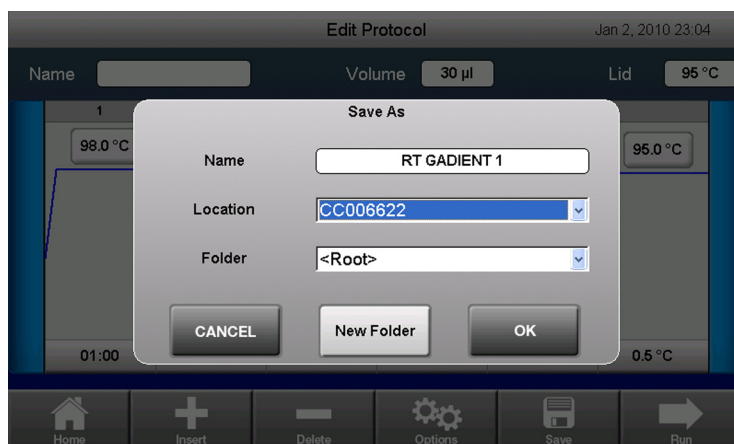 Edit Protocol Jan 2, 2010 23:04
Name Volume 30 µl Lid 95 °C
1
Save As
98.0 °C 95.0 °C
Name RT GADIENT 1
Location CC006622
Folder <Root>
CANCEL New Folder OK
01:00 0.5 °C
Home Insert Delete Options Save Run